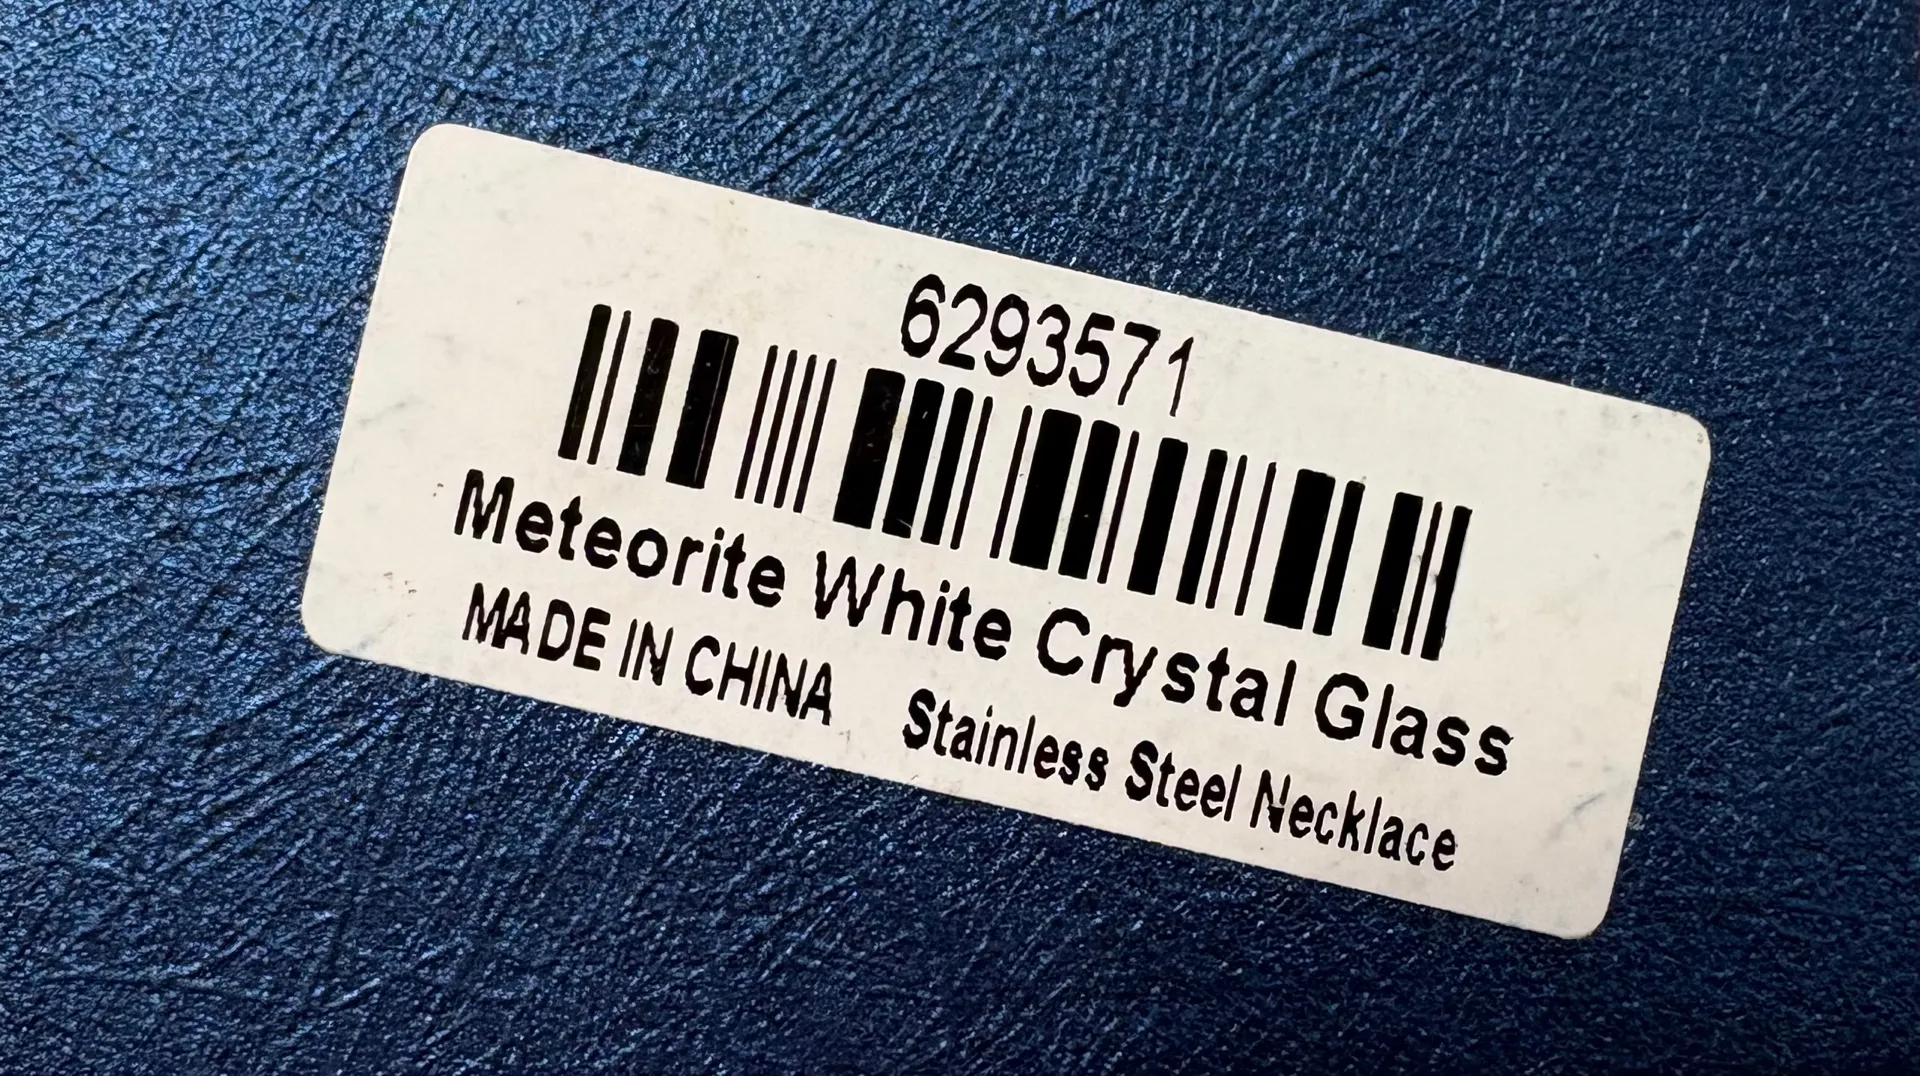 6293571
Meteorite White Crystal Glass
MADE IN CHINA Stainless Steel Necklace